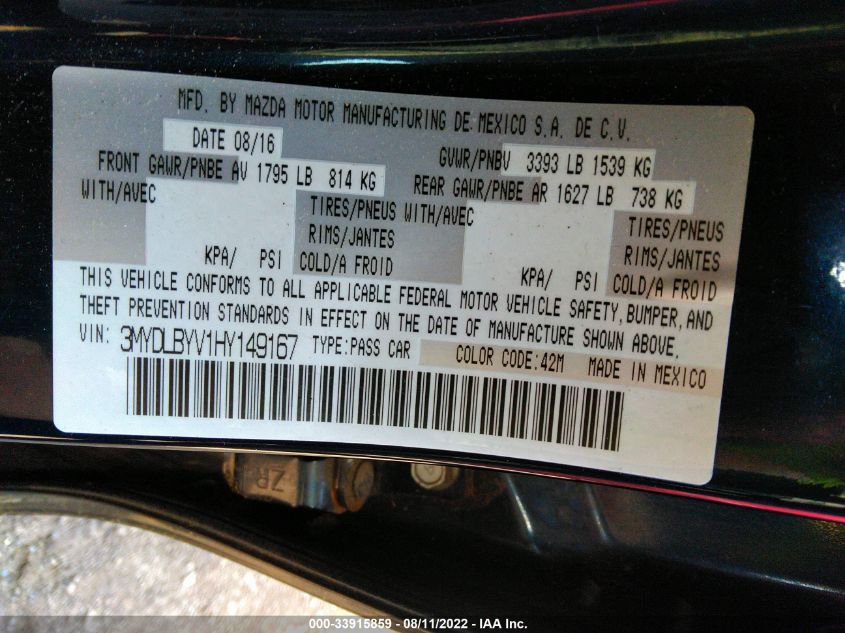 MFD. BY MAZDA MOTOR MANUFACTURING DE MEXICO S.A. DE C.V.
DATE 08/16 GVWR/PNBV 3393 LB 1539 KG
FRONT GAWR/PNBE AV 1795 LB 814 KG REAR GAWR/PNBE AR 1627 LB 738 KG
WITH/AVEC TIRES/PNEUS WITH/AVEC TIRES/PNEUS
RIMS/JANTES RIMS/JANTES
KPA/ PSI COLD/A FROID KPA/ PSI COLD/A FROID
THIS VEHICLE CONFORMS TO ALL APPLICABLE FEDERAL MOTOR VEHICLE SAFETY, BUMPER, AND
THEFT PREVENTION STANDARDS IN EFFECT ON THE DATE OF MANUFACTURE SHOWN ABOVE.
VIN: 3MYDLBYV1HY149167 TYPE:PASS CAR COLOR CODE:42M MADE IN MEXICO
ZR
000-33915859 - 08/11/2022 - IAA Inc.